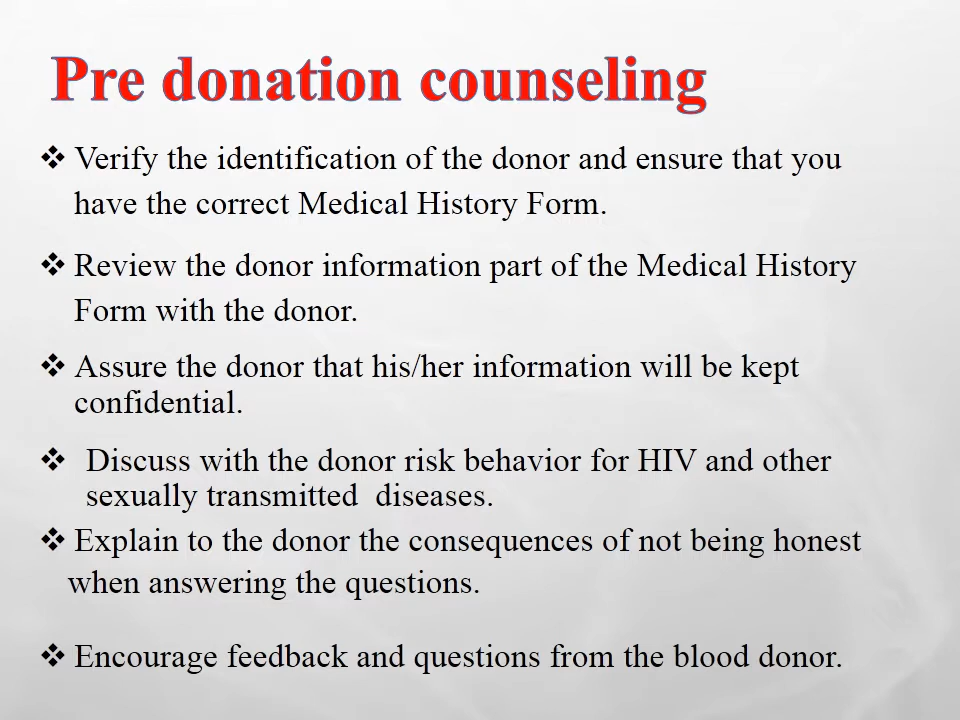 Pre donation counseling
❖ Verify the identification of the donor and ensure that you
have the correct Medical History Form.
❖ Review the donor information part of the Medical History
Form with the donor.
❖ Assure the donor that his/her information will be kept
confidential.
❖ Discuss with the donor risk behavior for HIV and other
sexually transmitted diseases.
❖ Explain to the donor the consequences of not being honest
when answering the questions.
❖ Encourage feedback and questions from the blood donor.